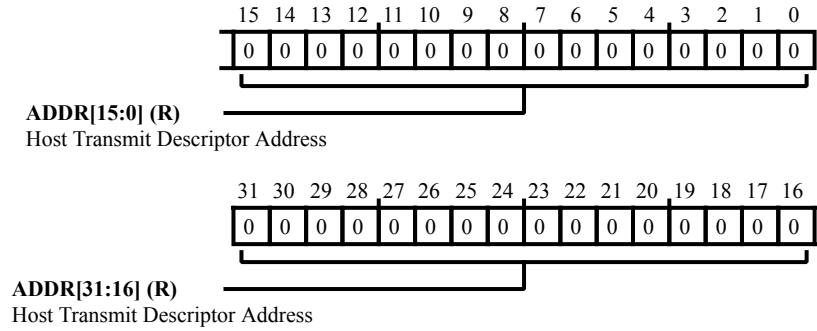 15 14 13 12 11 10 9 8 7 6 5 4 3 2 1 0
0 0 0 0 0 0 0 0 0 0 0 0 0 0 0 0
ADDR[15:0] (R)
Host Transmit Descriptor Address
31 30 29 28 27 26 25 24 23 22 21 20 19 18 17 16
0 0 0 0 0 0 0 0 0 0 0 0 0 0 0 0
ADDR[31:16] (R)
Host Transmit Descriptor Address